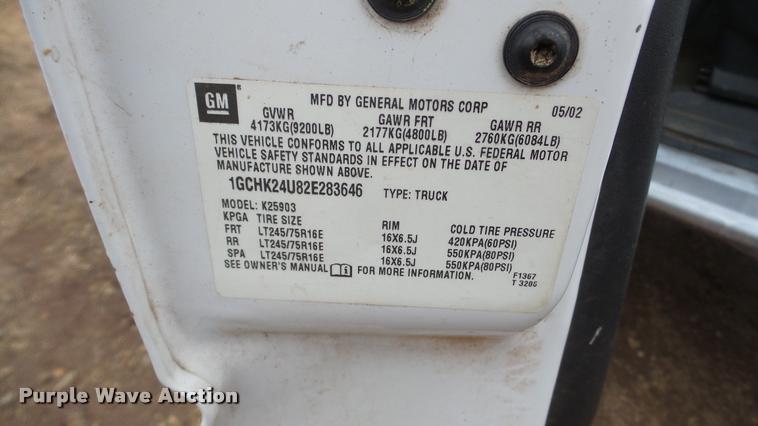 GM
MFD BY GENERAL MOTORS CORP 05/02
GVWR GAWR FRT GAWR RR
4173KG(9200LB) 2177KG(4800LB) 2760KG(6084LB)
THIS VEHICLE CONFORMS TO ALL APPLICABLE U.S. FEDERAL MOTOR
VEHICLE SAFETY STANDARDS IN EFFECT ON THE DATE OF
MANUFACTURE SHOWN ABOVE.
1GCHK24U82E283646 TYPE: TRUCK
MODEL: K25903
KPGA TIRE SIZE RIM COLD TIRE PRESSURE
FRT LT245/75R16E 16X6.5J 420KPA(60PSI)
RR LT245/75R16E 16X6.5J 550KPA(80PSI)
SPA LT245/75R16E 16X6.5J 550KPA(80PSI)
SEE OWNER'S MANUAL FOR MORE INFORMATION.
F1367
T 3206
Purple Wave Auction